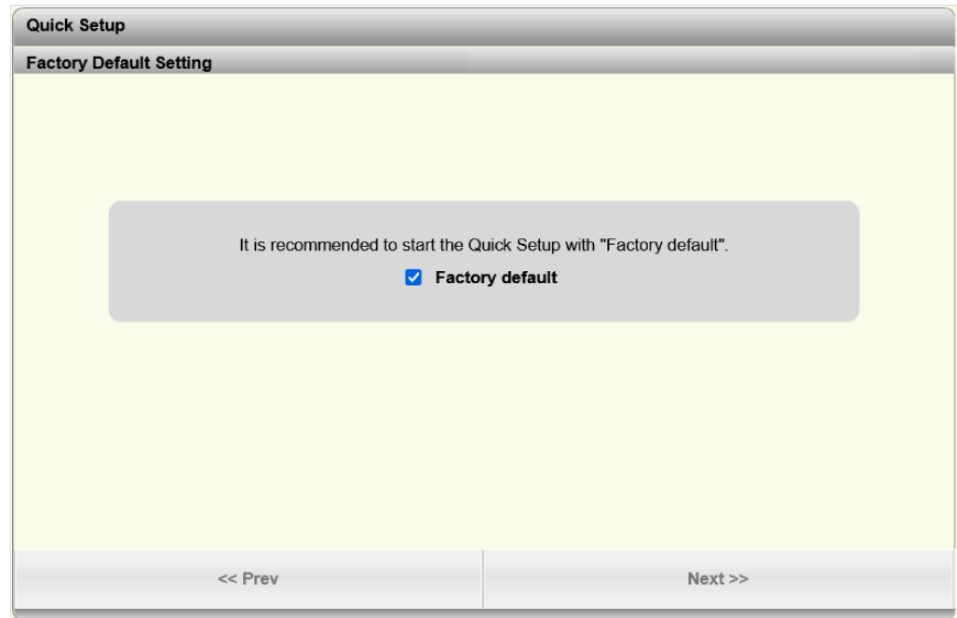 Quick Setup
Factory Default Setting
It is recommended to start the Quick Setup with "Factory default".
Factory default
<< Prev
Next >>